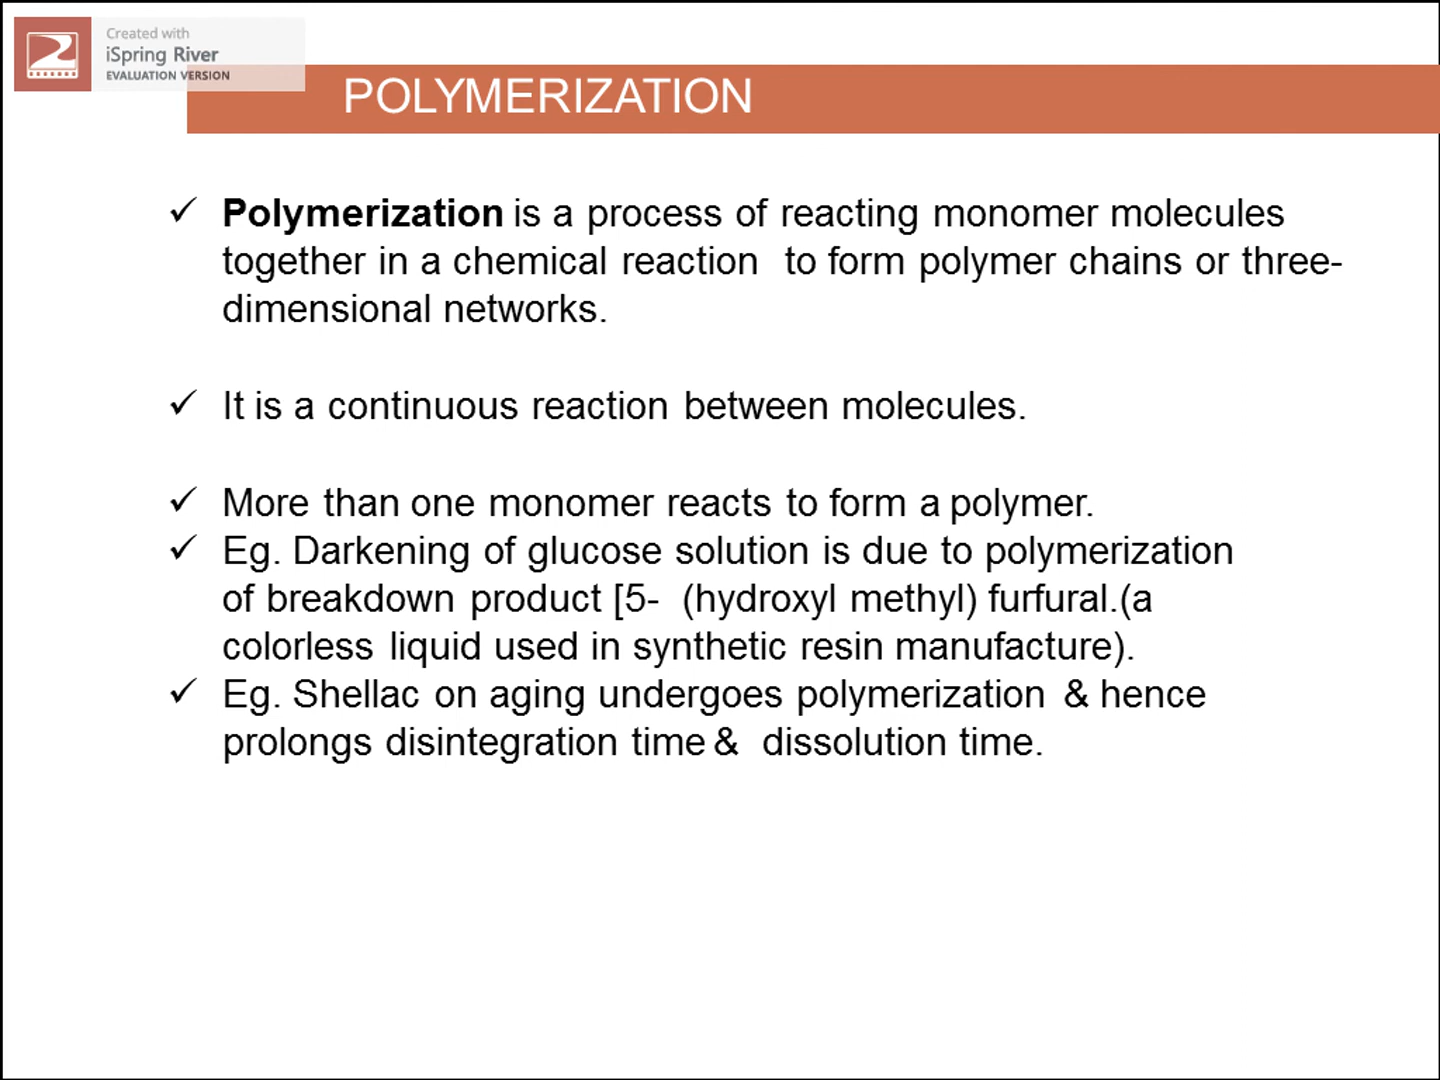 Created with
iSpring River
EVALUATION VERSION
POLYMERIZATION
✓ Polymerization is a process of reacting monomer molecules
together in a chemical reaction to form polymer chains or three-
dimensional networks.
✓ It is a continuous reaction between molecules.
✓ More than one monomer reacts to form a polymer.
✓ Eg. Darkening of glucose solution is due to polymerization
of breakdown product [5- (hydroxyl methyl) furfural.(a
colorless liquid used in synthetic resin manufacture).
✓ Eg. Shellac on aging undergoes polymerization & hence
prolongs disintegration time & dissolution time.